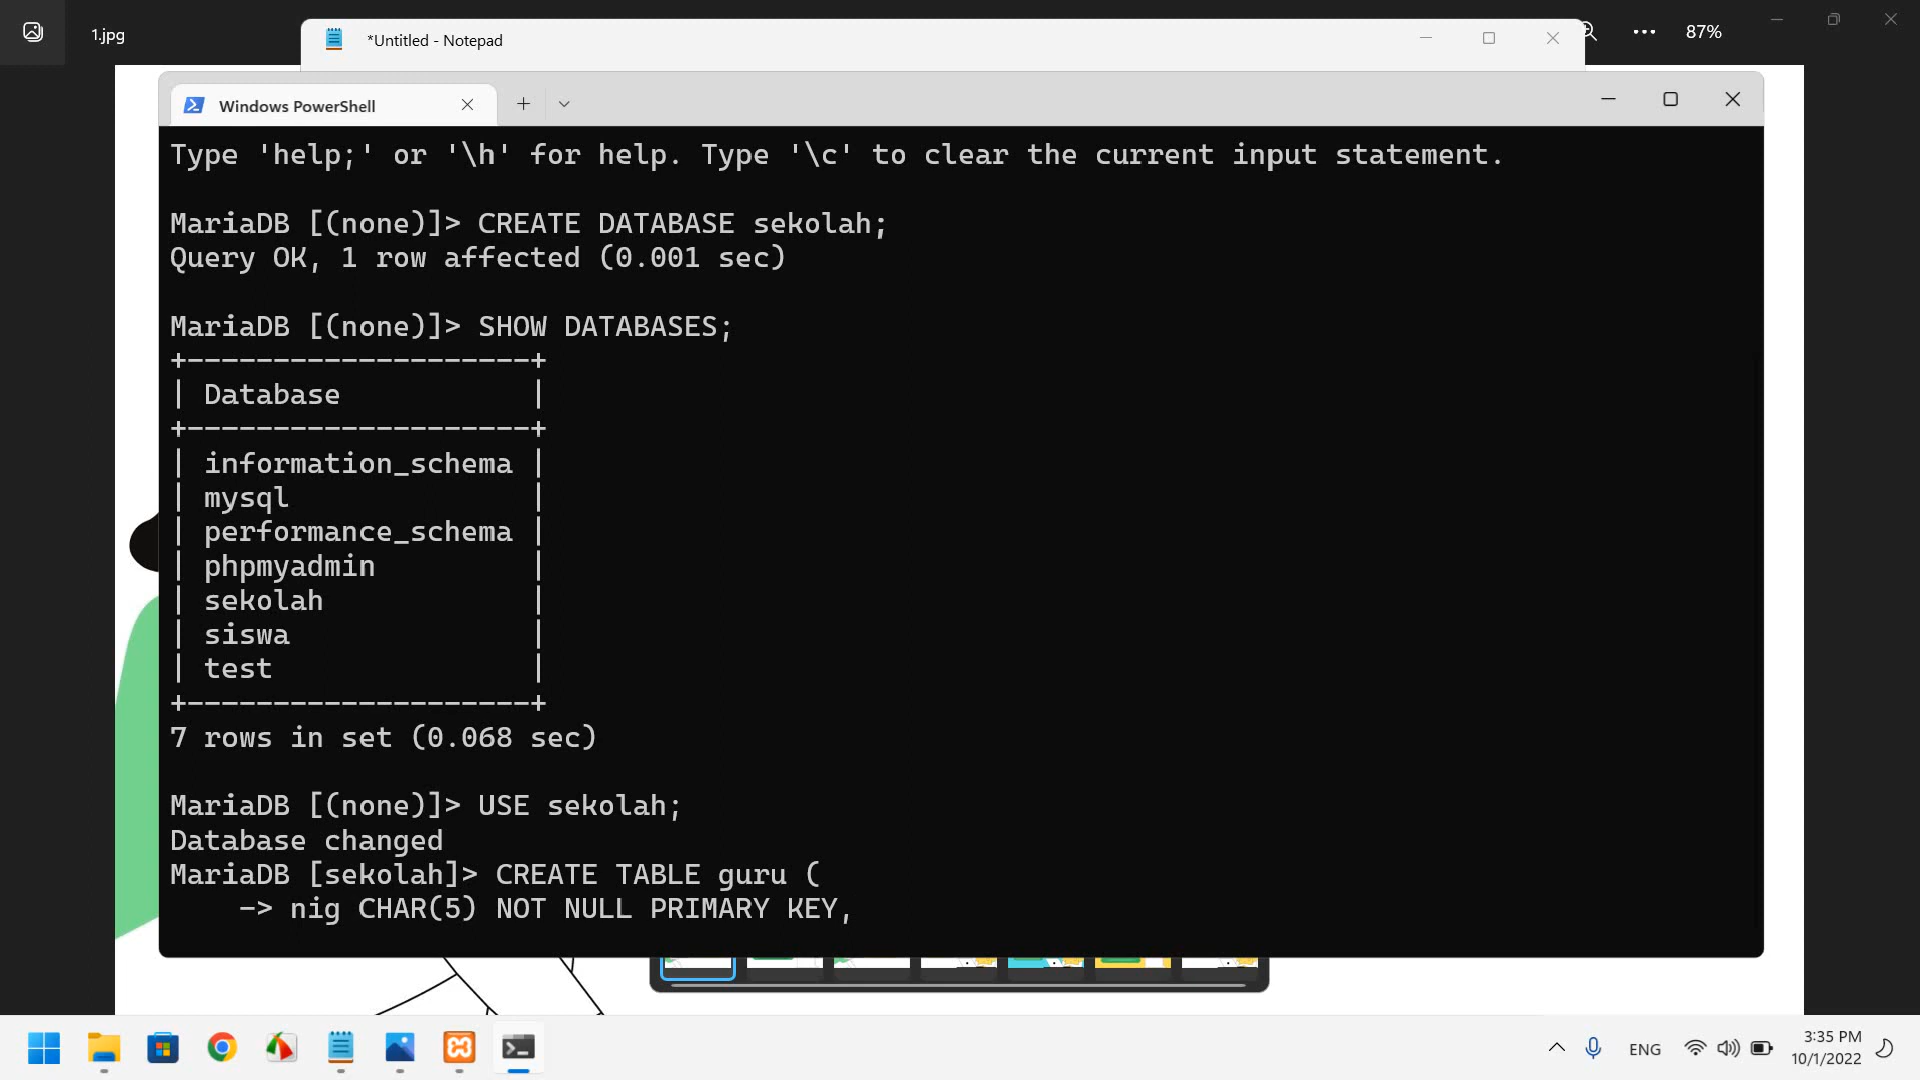 1.jpg
*Untitled - Notepad
87%
Windows PowerShell
Type 'help;' or '\h' for help. Type '\c' to clear the current input statement.
MariaDB [(none)]> CREATE DATABASE sekolah;
Query OK, 1 row affected (0.001 sec)
MariaDB [(none)]> SHOW DATABASES;
+--------------------+
| Database           |
+--------------------+
| information_schema |
| mysql              |
| performance_schema |
| phpmyadmin         |
| sekolah            |
| siswa              |
| test               |
+--------------------+
7 rows in set (0.068 sec)
MariaDB [(none)]> USE sekolah;
Database changed
MariaDB [sekolah]> CREATE TABLE guru (
    -> nig CHAR(5) NOT NULL PRIMARY KEY,
ENG
3:35 PM
10/1/2022